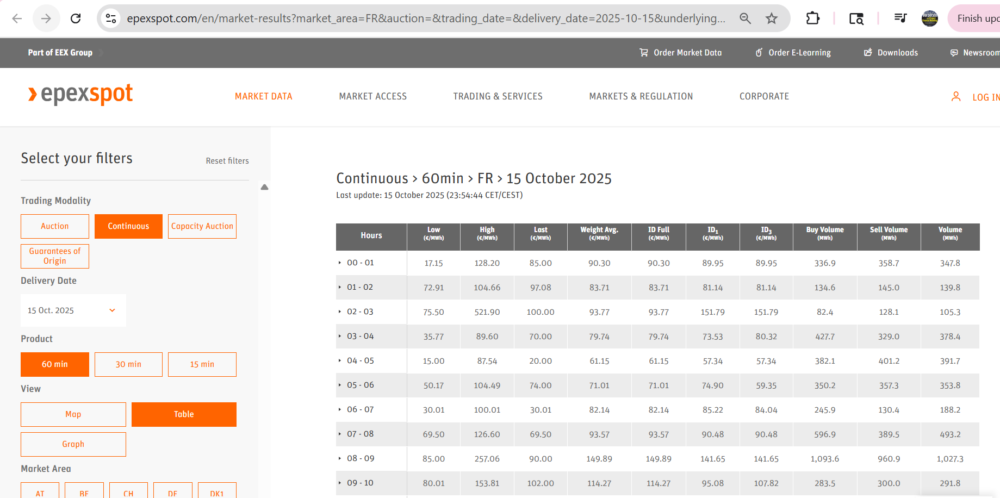 epexspot.com/en/market-results?market_area=FR&auction=&trading_date=&delivery_date=2025-10-15&underlying...
Finish upd
Part of EEX Group
Order Market Data
Order E-Learning
Downloads
Newsroom
epexspot
MARKET DATA
MARKET ACCESS
TRADING & SERVICES
MARKETS & REGULATION
CORPORATE
LOG IN
Select your filters
Reset filters
Trading Modality
Auction
Continuous
Capacity Auction
Guarantees of
Origin
Delivery Date
15 Oct. 2025
Product
60 min
30 min
15 min
View
Map
Table
Graph
Market Area
AT
BE
CH
DE
DK1
Continuous > 60min > FR > 15 October 2025
Last update: 15 October 2025 (23:54:44 CET/CEST)
Hours Low (€/MWh) High (€/MWh) Last (€/MWh) Weight Avg. (€/MWh) ID Full (€/MWh) ID1 (€/MWh) ID3 (€/MWh) Buy Volume (MWh) Sell Volume (MWh) Volume (MWh)
00 - 01 17.15 128.20 85.00 90.30 90.30 89.95 89.95 336.9 358.7 347.8
01 - 02 72.91 104.66 97.08 83.71 83.71 81.14 81.14 134.6 145.0 139.8
02 - 03 75.50 521.90 100.00 93.77 93.77 151.79 151.79 82.4 128.1 105.3
03 - 04 35.77 89.60 70.00 79.74 79.74 73.53 80.32 427.7 329.0 378.4
04 - 05 15.00 87.54 20.00 61.15 61.15 57.34 57.34 382.1 401.2 391.7
05 - 06 50.17 104.49 74.00 71.01 71.01 74.90 59.35 350.2 357.3 353.8
06 - 07 30.01 100.01 30.01 82.14 82.14 85.22 84.04 245.9 130.4 188.2
07 - 08 69.50 126.60 69.50 93.57 93.57 90.48 90.48 596.9 389.5 493.2
08 - 09 85.00 257.06 90.00 149.89 149.89 141.65 141.65 1,093.6 960.9 1,027.3
09 - 10 80.01 153.81 102.00 114.27 114.27 95.08 107.82 283.5 300.0 291.8